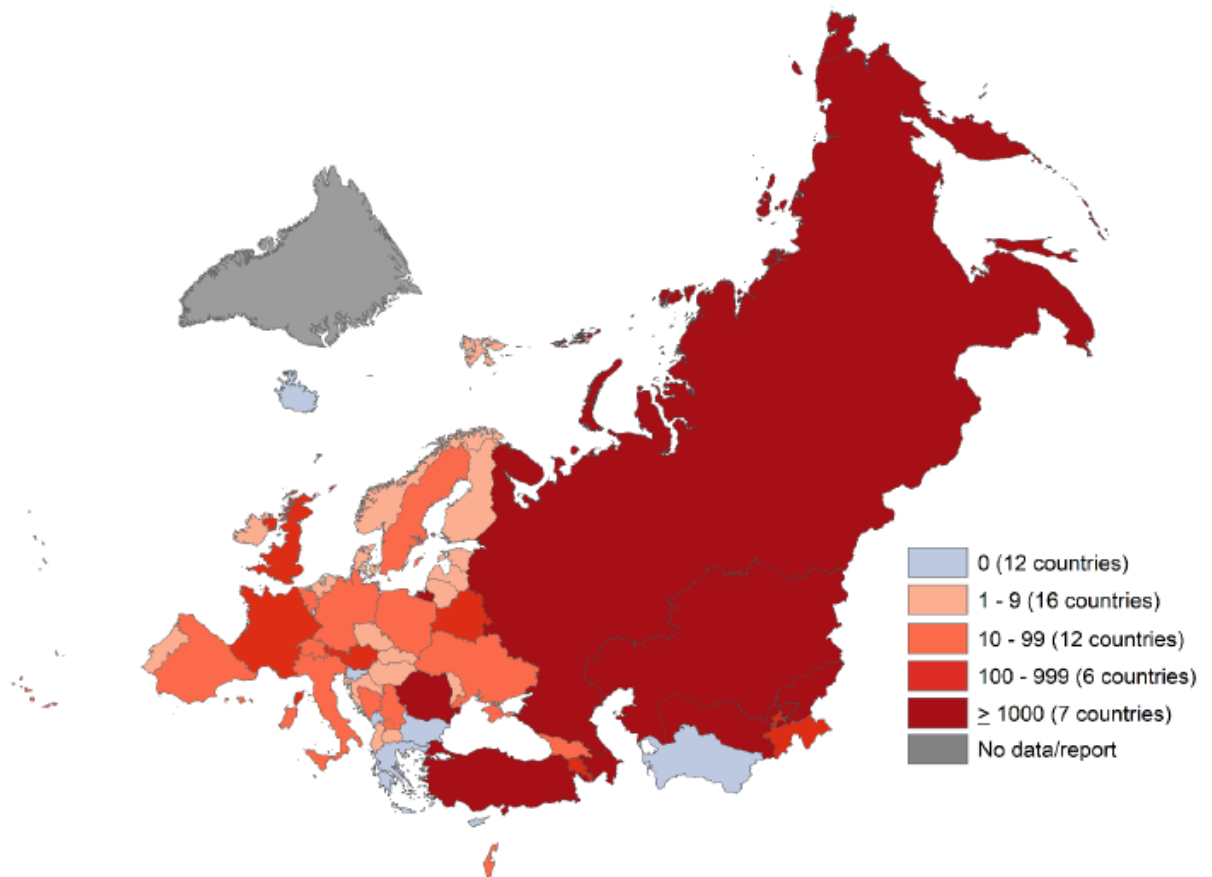 0 (12 countries)
1 - 9 (16 countries)
10 - 99 (12 countries)
100 - 999 (6 countries)
≥ 1000 (7 countries)
No data/report